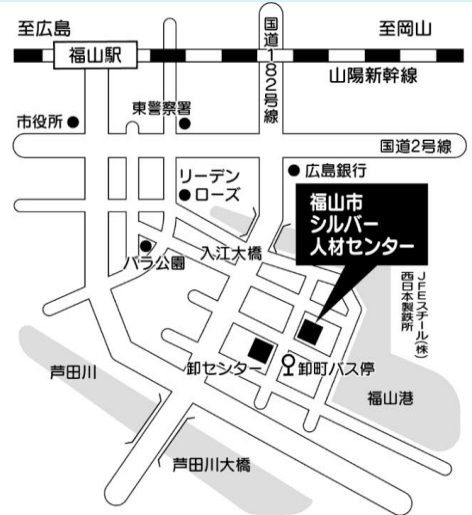 至広島
至岡山
福山駅
国道182号線
山陽新幹線
市役所
東警察署
国道2号線
リーデン
ローズ
広島銀行
福山市
シルバー
人材センター
バラ公園
入江大橋
JFEスチール(株)
西日本製鉄所
芦田川
卸センター
卸町バス停
福山港
芦田川大橋